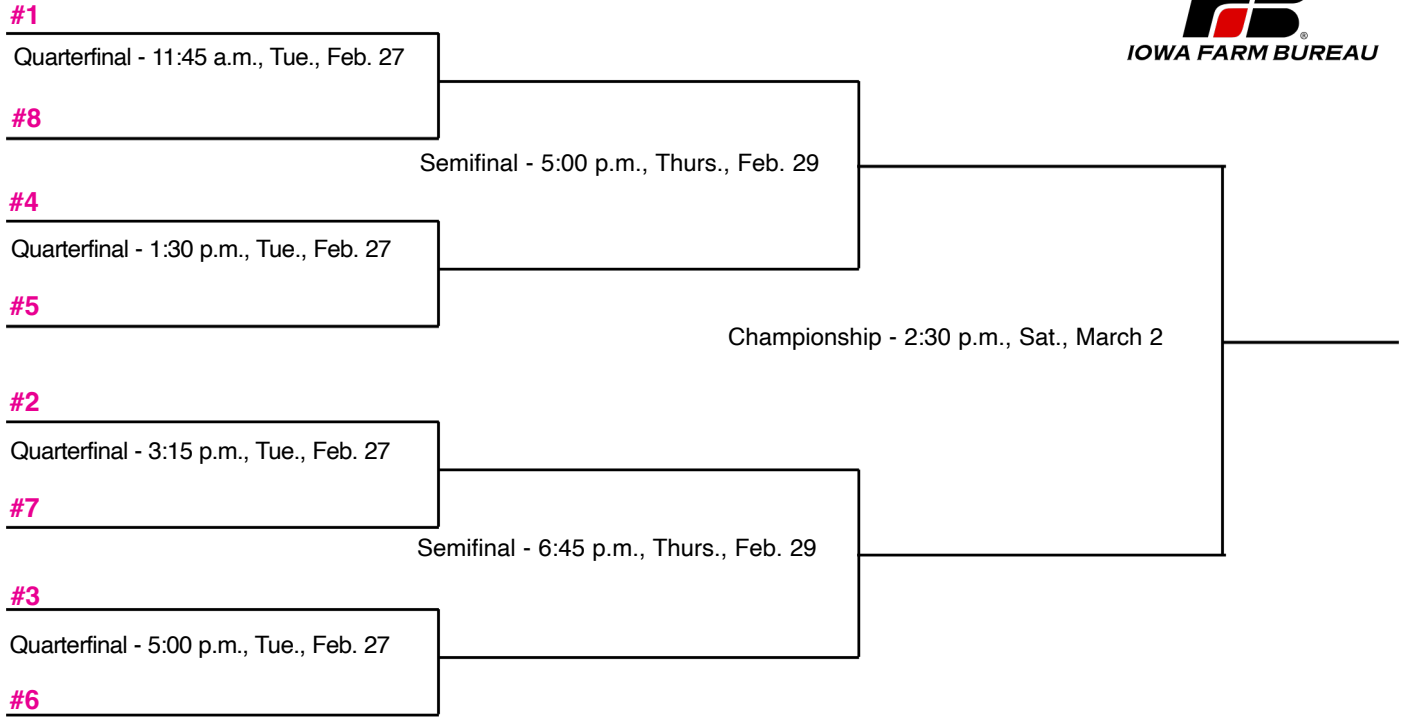 #1
Quarterfinal - 11:45 a.m., Tue., Feb. 27
#8
#4
Quarterfinal - 1:30 p.m., Tue., Feb. 27
#5
#2
Quarterfinal - 3:15 p.m., Tue., Feb. 27
#7
#3
Quarterfinal - 5:00 p.m., Tue., Feb. 27
#6
Semifinal - 5:00 p.m., Thurs., Feb. 29
Semifinal - 6:45 p.m., Thurs., Feb. 29
Championship - 2:30 p.m., Sat., March 2
FB®
IOWA FARM BUREAU